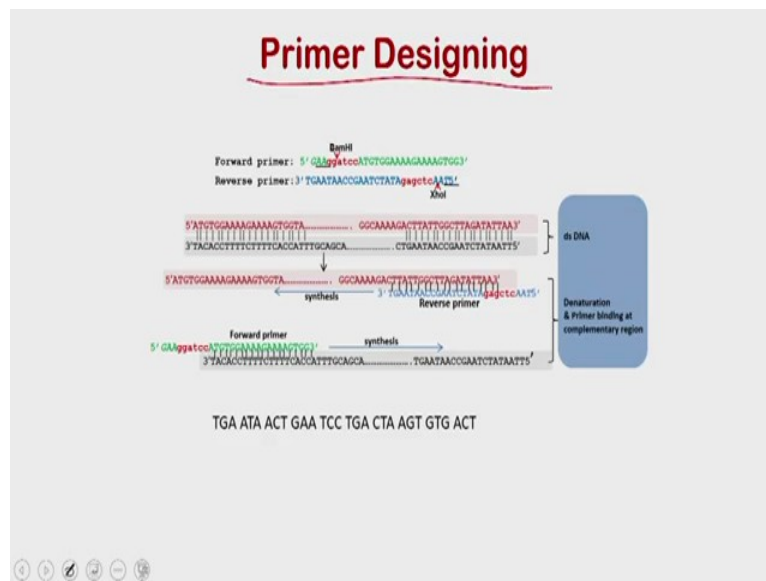 Primer Designing
BamHI
Forward primer: 5'GAAggatccATGTGGAAAAGAAAAGTGG3'
Reverse primer:3'TGAATAACCGAATCTATAgagctcAAT5'
XhoI
5'ATGTGGAAAAGAAAAGTGGTA..................... GGCAAAAGACTTATTGGCTTAGATATTAA3'
3'TACACCTTTTCTTTTCACCATTTGCAGCA..................CTGAATAACCGAATCTATAATT5'
ds DNA
5'ATGTGGAAAAGAAAAGTGGTA..................... GGCAAAAGACTTATTGGCTTAGATATTAA3'
synthesis
3'TGAATAACCGAATCTATAgagctcAAT5'
Reverse primer
Denaturation
& Primer binding at
complementary region
Forward primer
synthesis
5'GAAggatccATGTGGAAAAGAAAAGTGG3'
3'TACACCTTTTCTTTTCACCATTTGCAGCA..................TGAATAACCGAATCTATAATT5'
TGA ATA ACT GAA TCC TGA CTA AGT GTG ACT